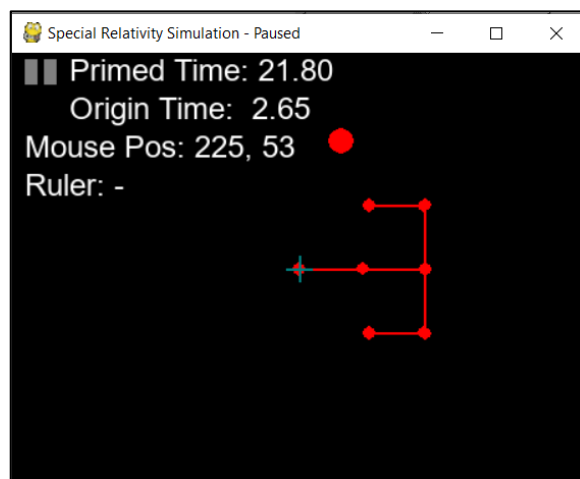 Special Relativity Simulation - Paused
Primed Time: 21.80
Origin Time: 2.65
Mouse Pos: 225, 53
Ruler: -